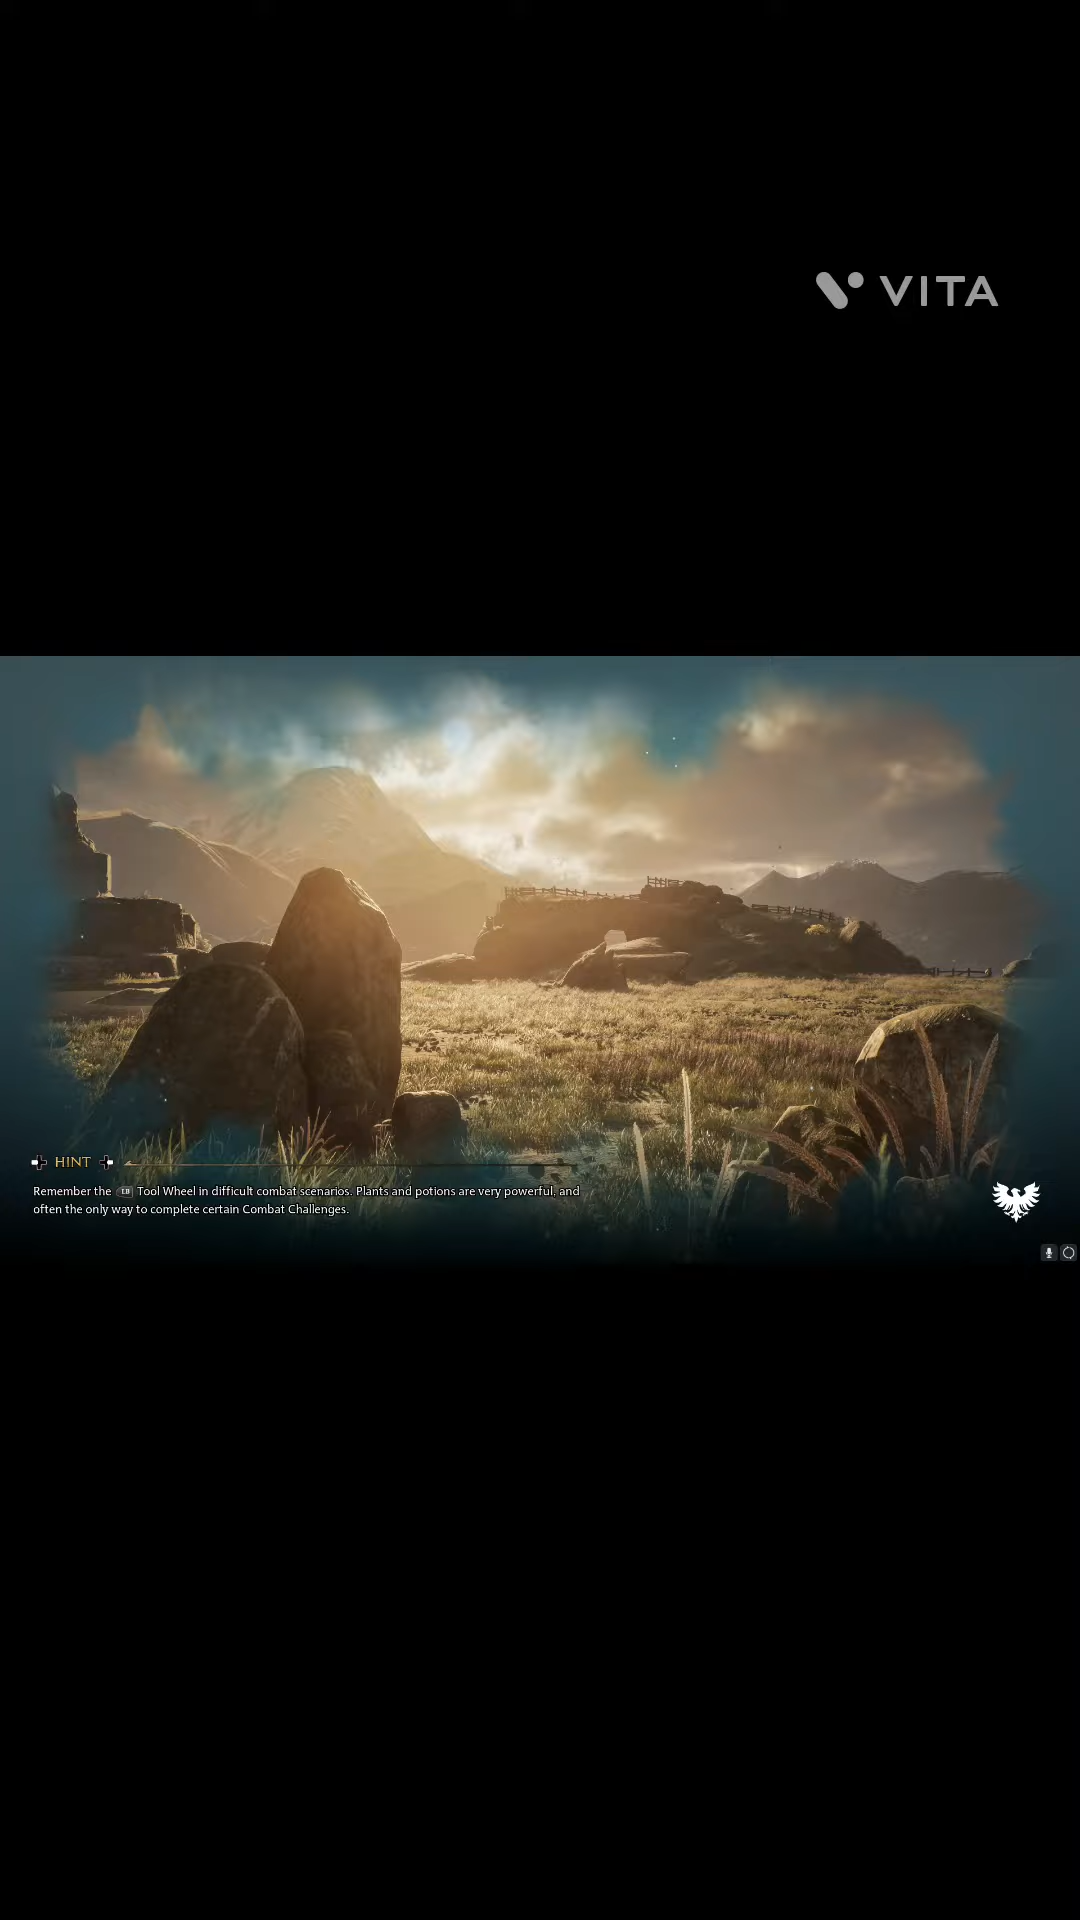 VITA
HINT
Remember the LB Tool Wheel in difficult combat scenarios. Plants and potions are very powerful, and
often the only way to complete certain Combat Challenges.